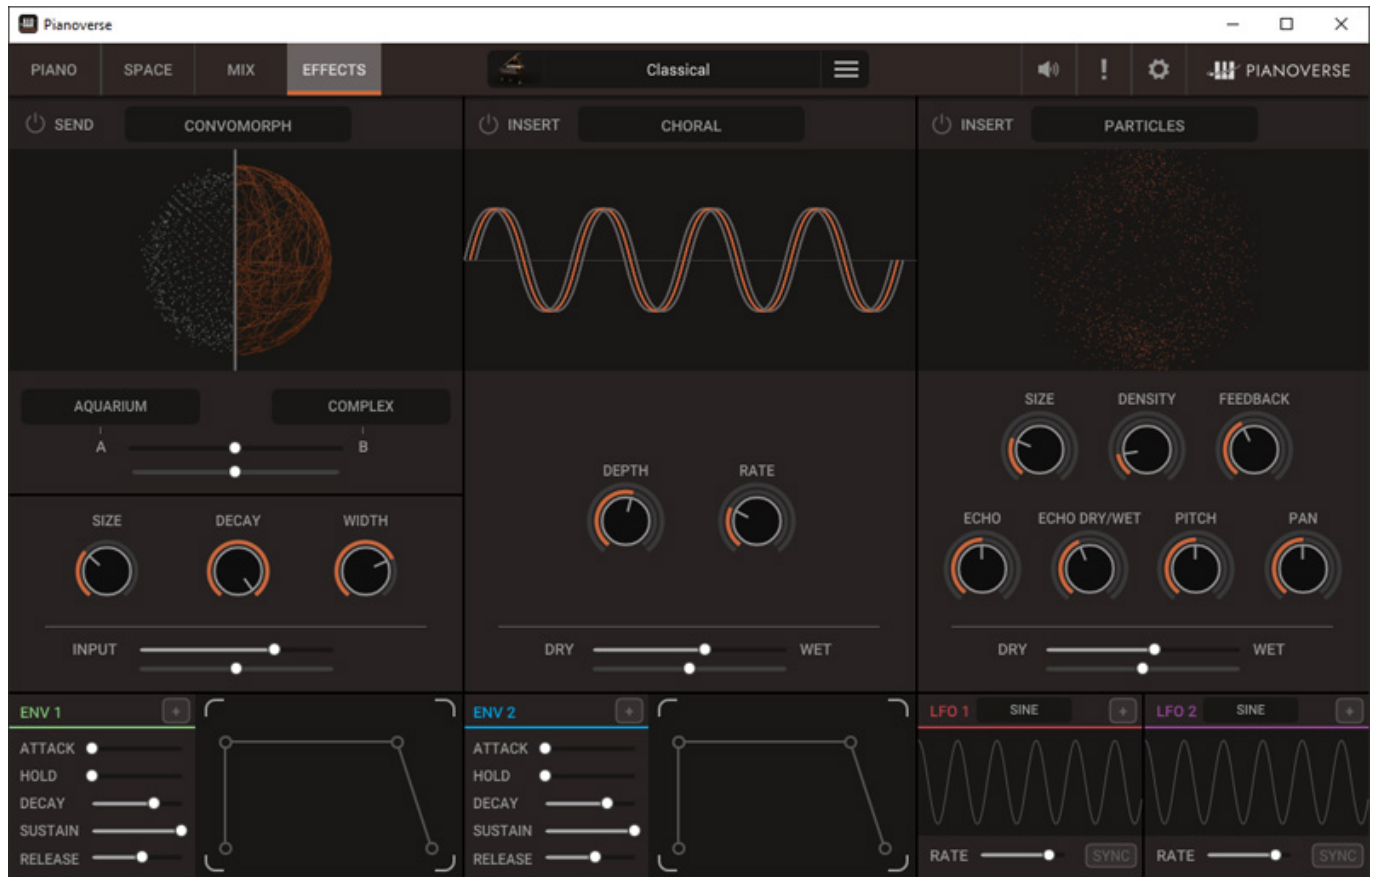 Pianoverse
PIANO SPACE MIX EFFECTS Classical PIANOVERSE
SEND CONVOMORPH
INSERT CHORAL
INSERT PARTICLES
AQUARIUM COMPLEX
A B
SIZE DECAY WIDTH
INPUT
DEPTH RATE
DRY WET
SIZE DENSITY FEEDBACK
ECHO ECHO DRY/WET PITCH PAN
DRY WET
ENV 1 +
ATTACK
HOLD
DECAY
SUSTAIN
RELEASE
ENV 2 +
ATTACK
HOLD
DECAY
SUSTAIN
RELEASE
LFO 1 SINE +
RATE SYNC
LFO 2 SINE +
RATE SYNC